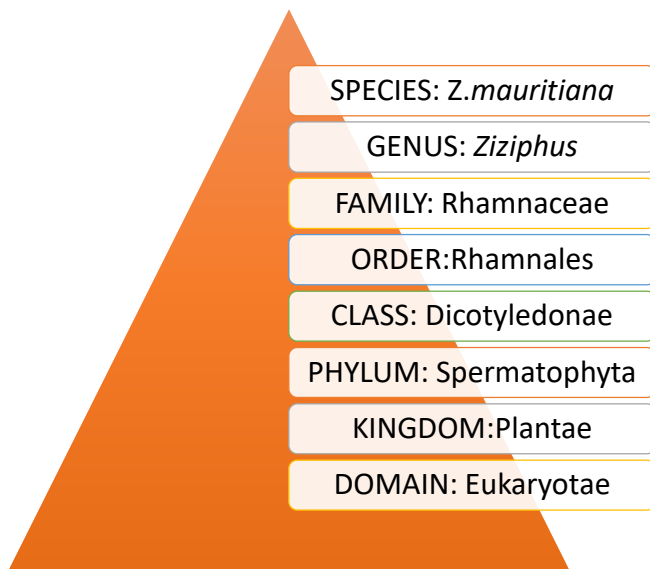 SPECIES: Z.mauritiana
GENUS: Ziziphus
FAMILY: Rhamnaceae
ORDER:Rhamnales
CLASS: Dicotyledonae
PHYLUM: Spermatophyta
KINGDOM:Plantae
DOMAIN: Eukaryotae